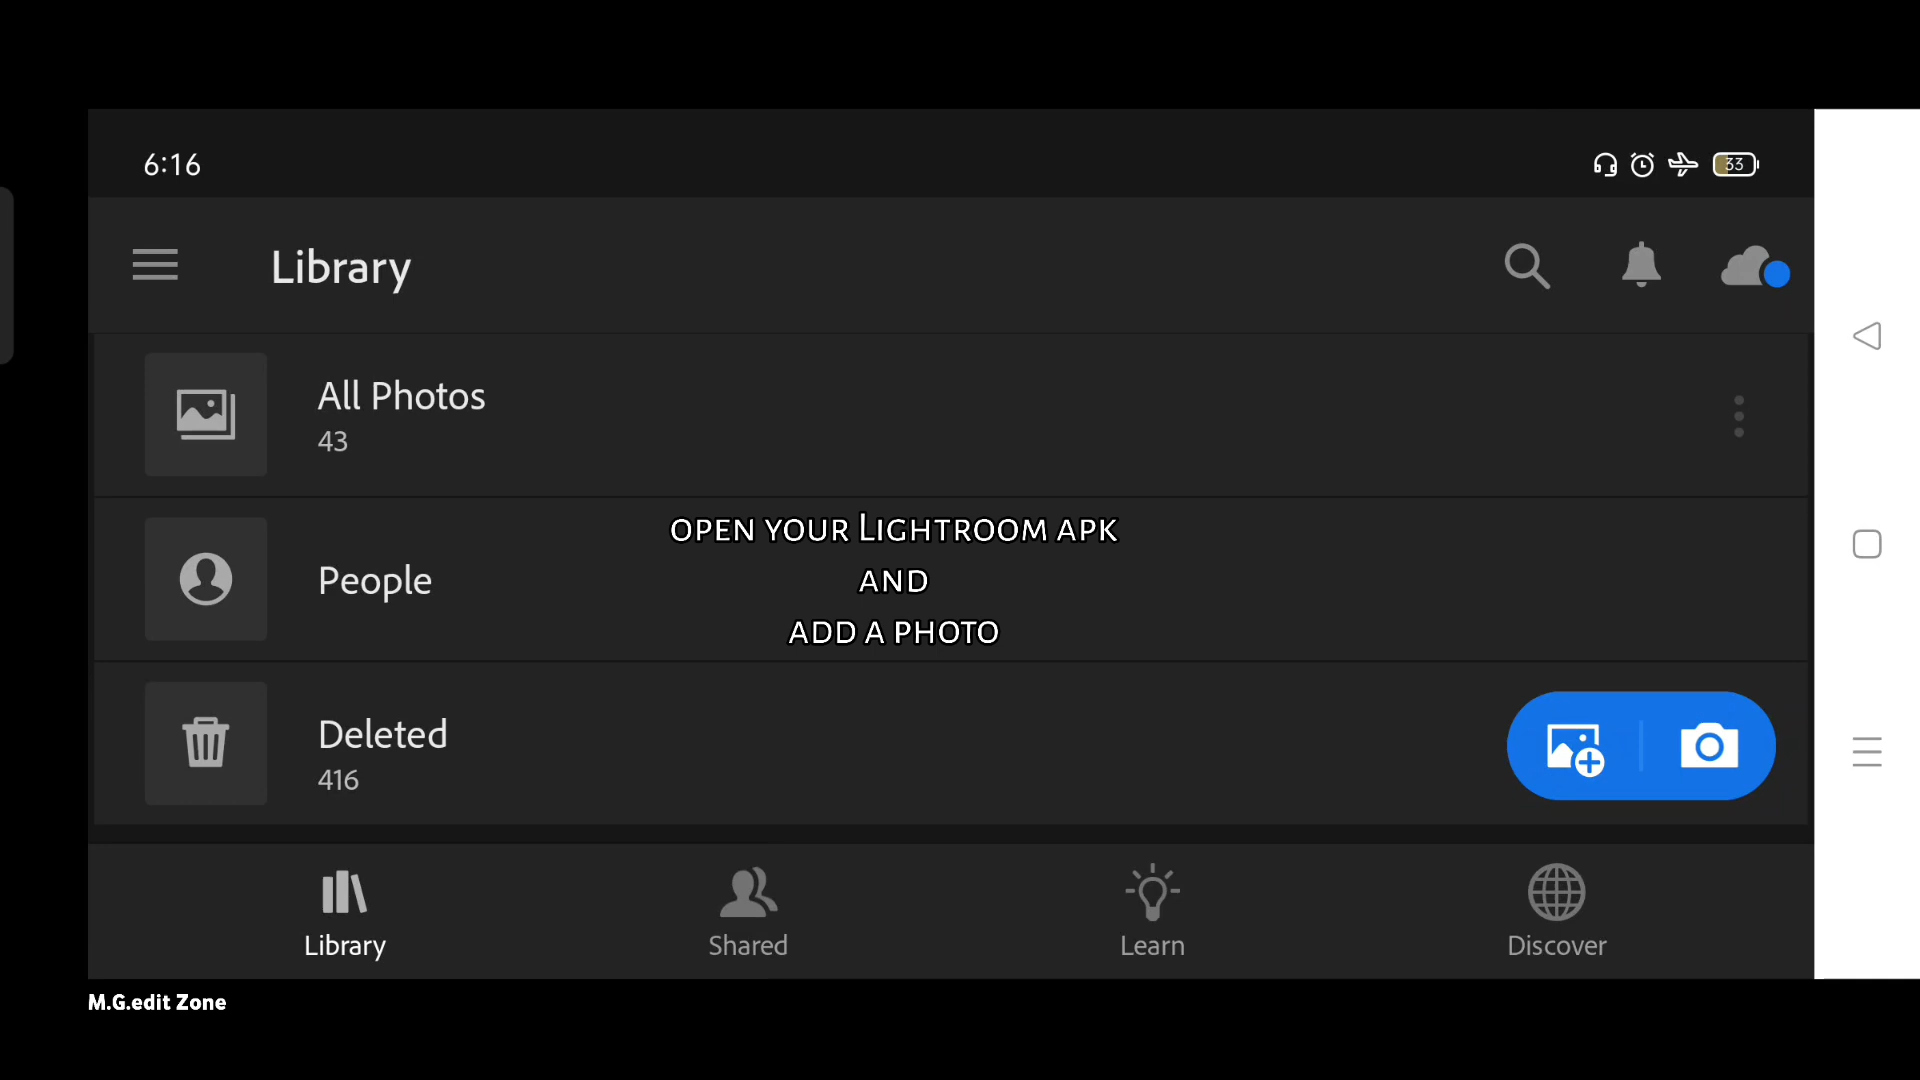 6:16
33
Library
All Photos
43
open your Lightroom apk
and
People
add a photo
Deleted
416
Library
Shared
Learn
Discover
M.G.edit Zone